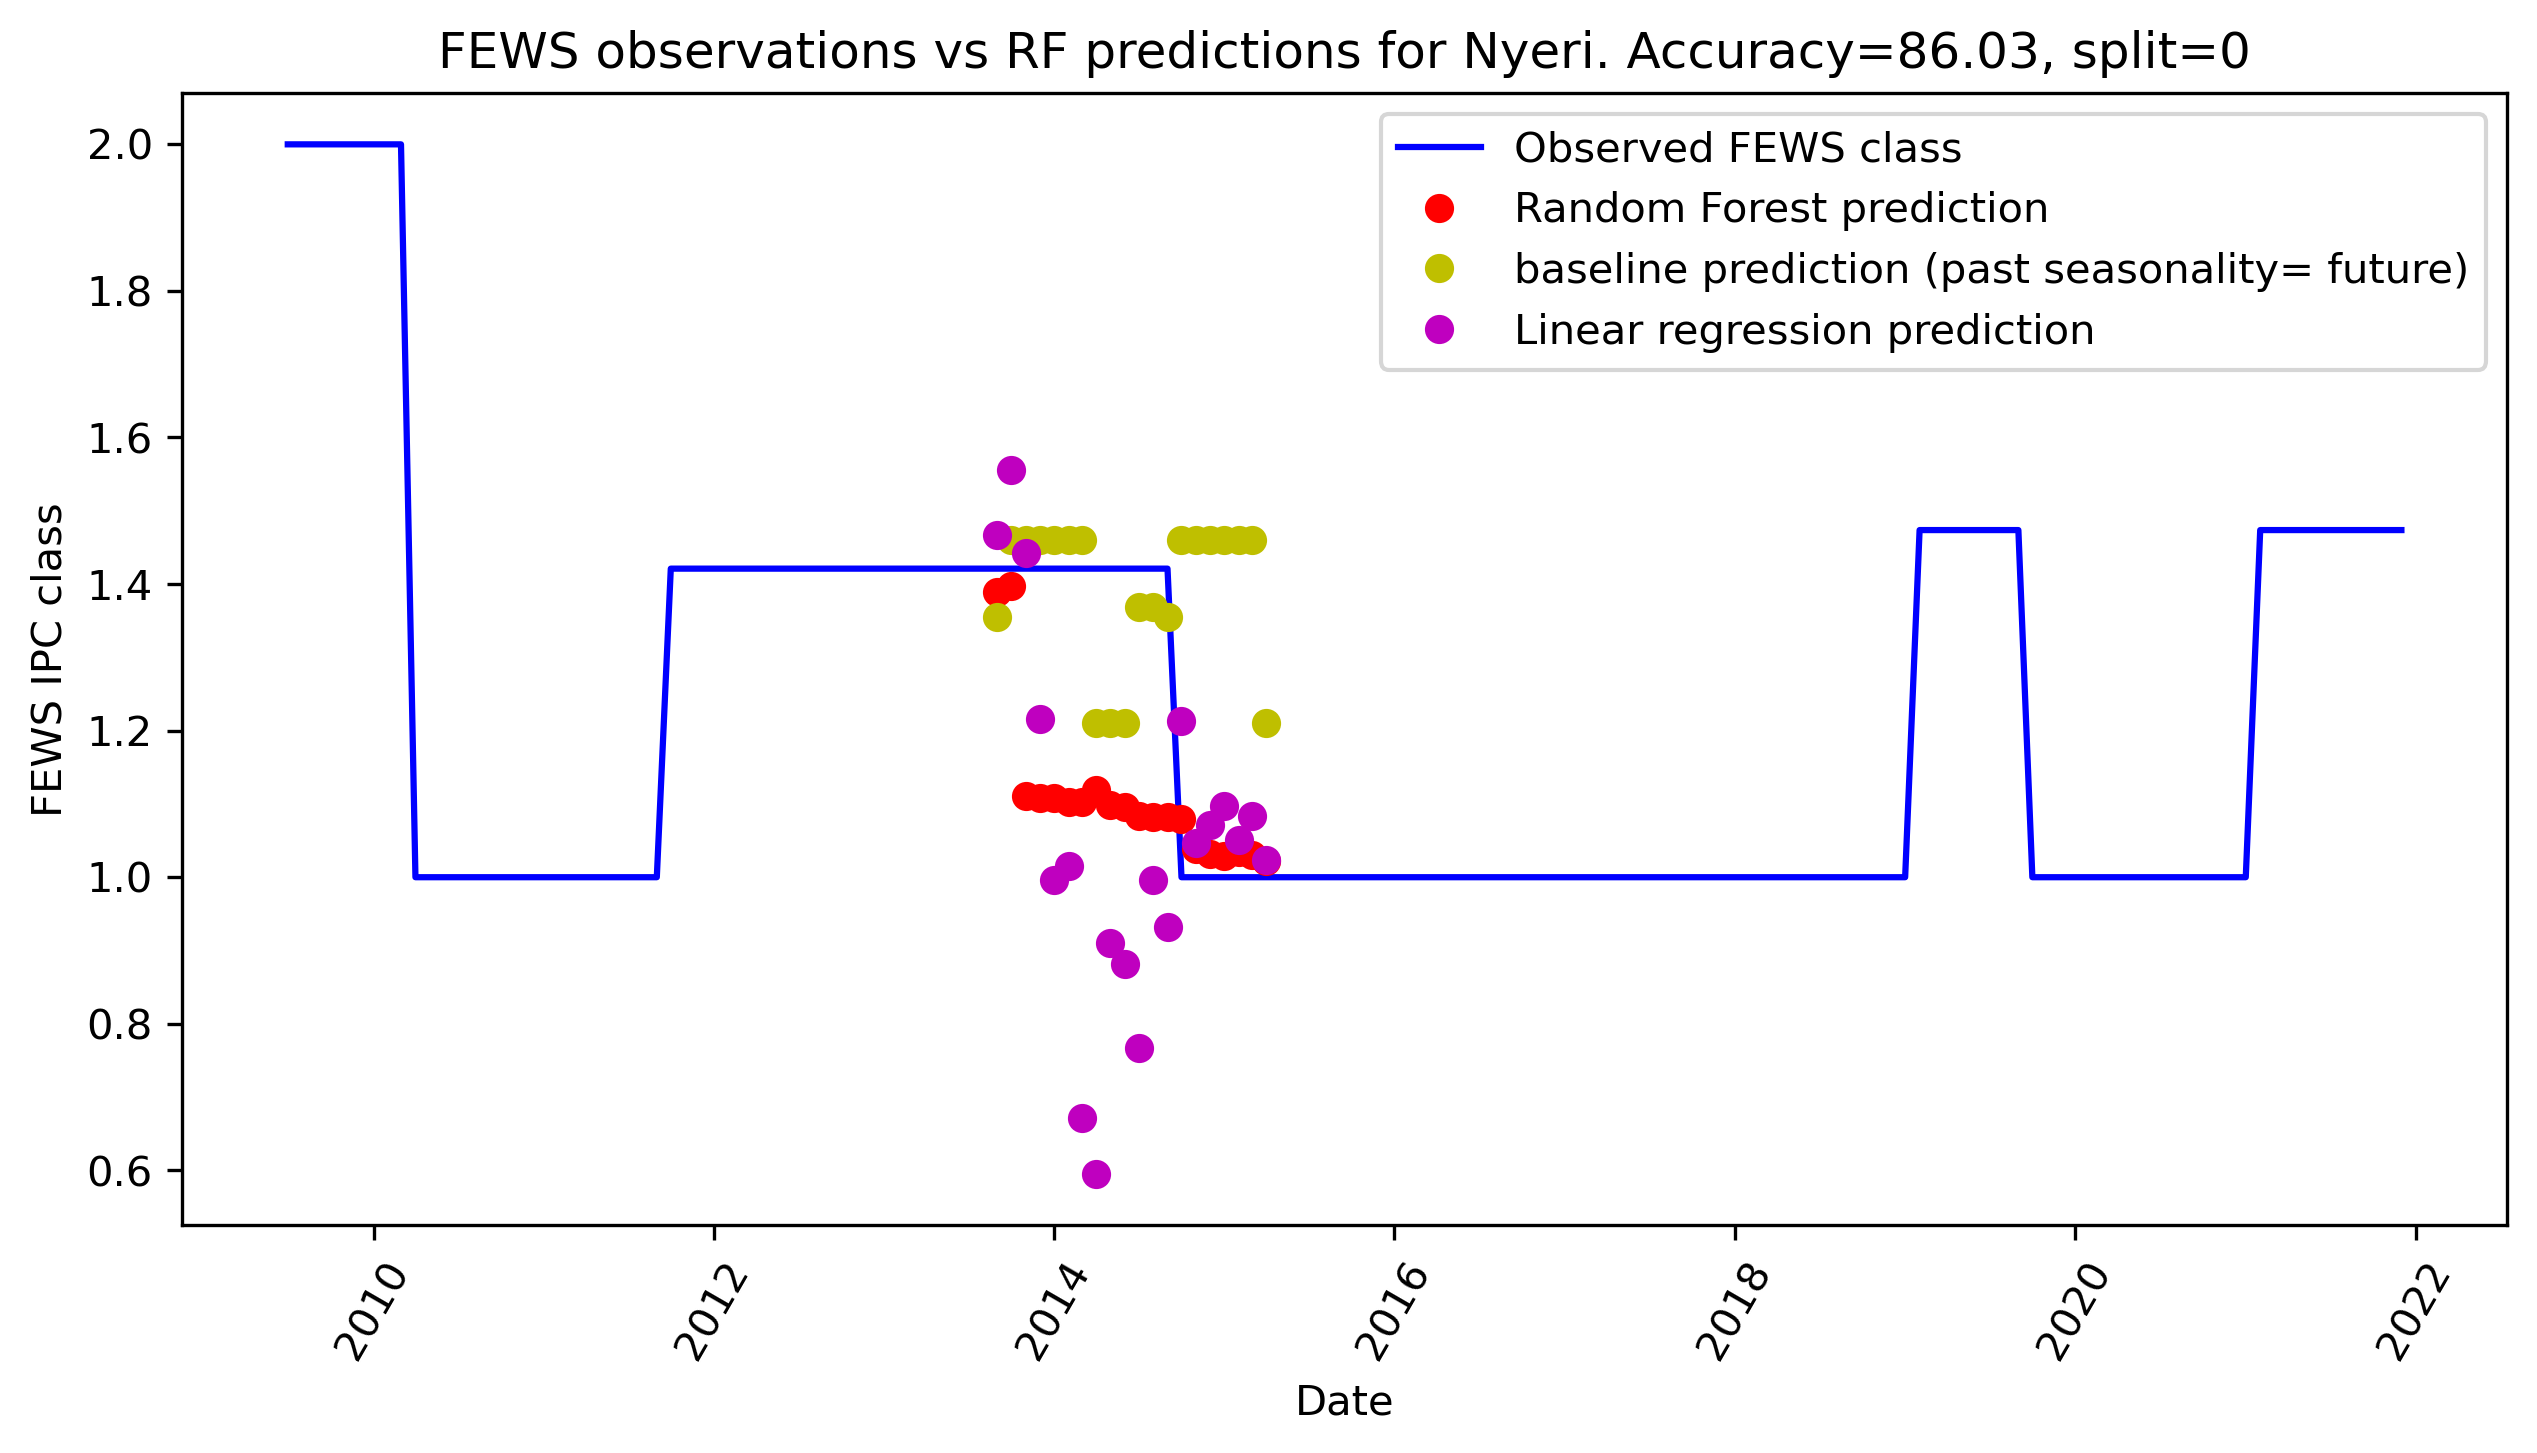 FEWS observations vs RF predictions for Nyeri. Accuracy=86.03, split=0
Observed FEWS class
Random Forest prediction
baseline prediction (past seasonality= future)
Linear regression prediction
FEWS IPC class
2.0
1.8
1.6
1.4
1.2
1.0
0.8
0.6
2010
2012
2014
2016
2018
2020
2022
Date